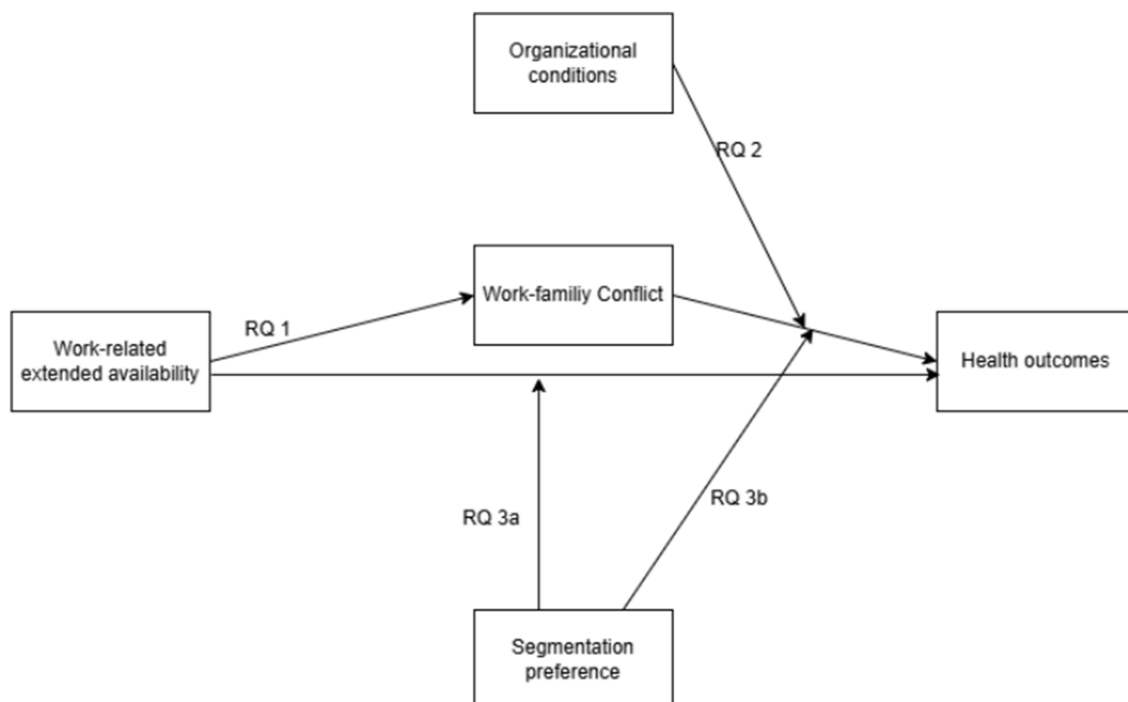 Organizational
conditions
RQ 2
Work-familiy Conflict
RQ 1
Work-related
extended availability
Health outcomes
RQ 3a
RQ 3b
Segmentation
preference